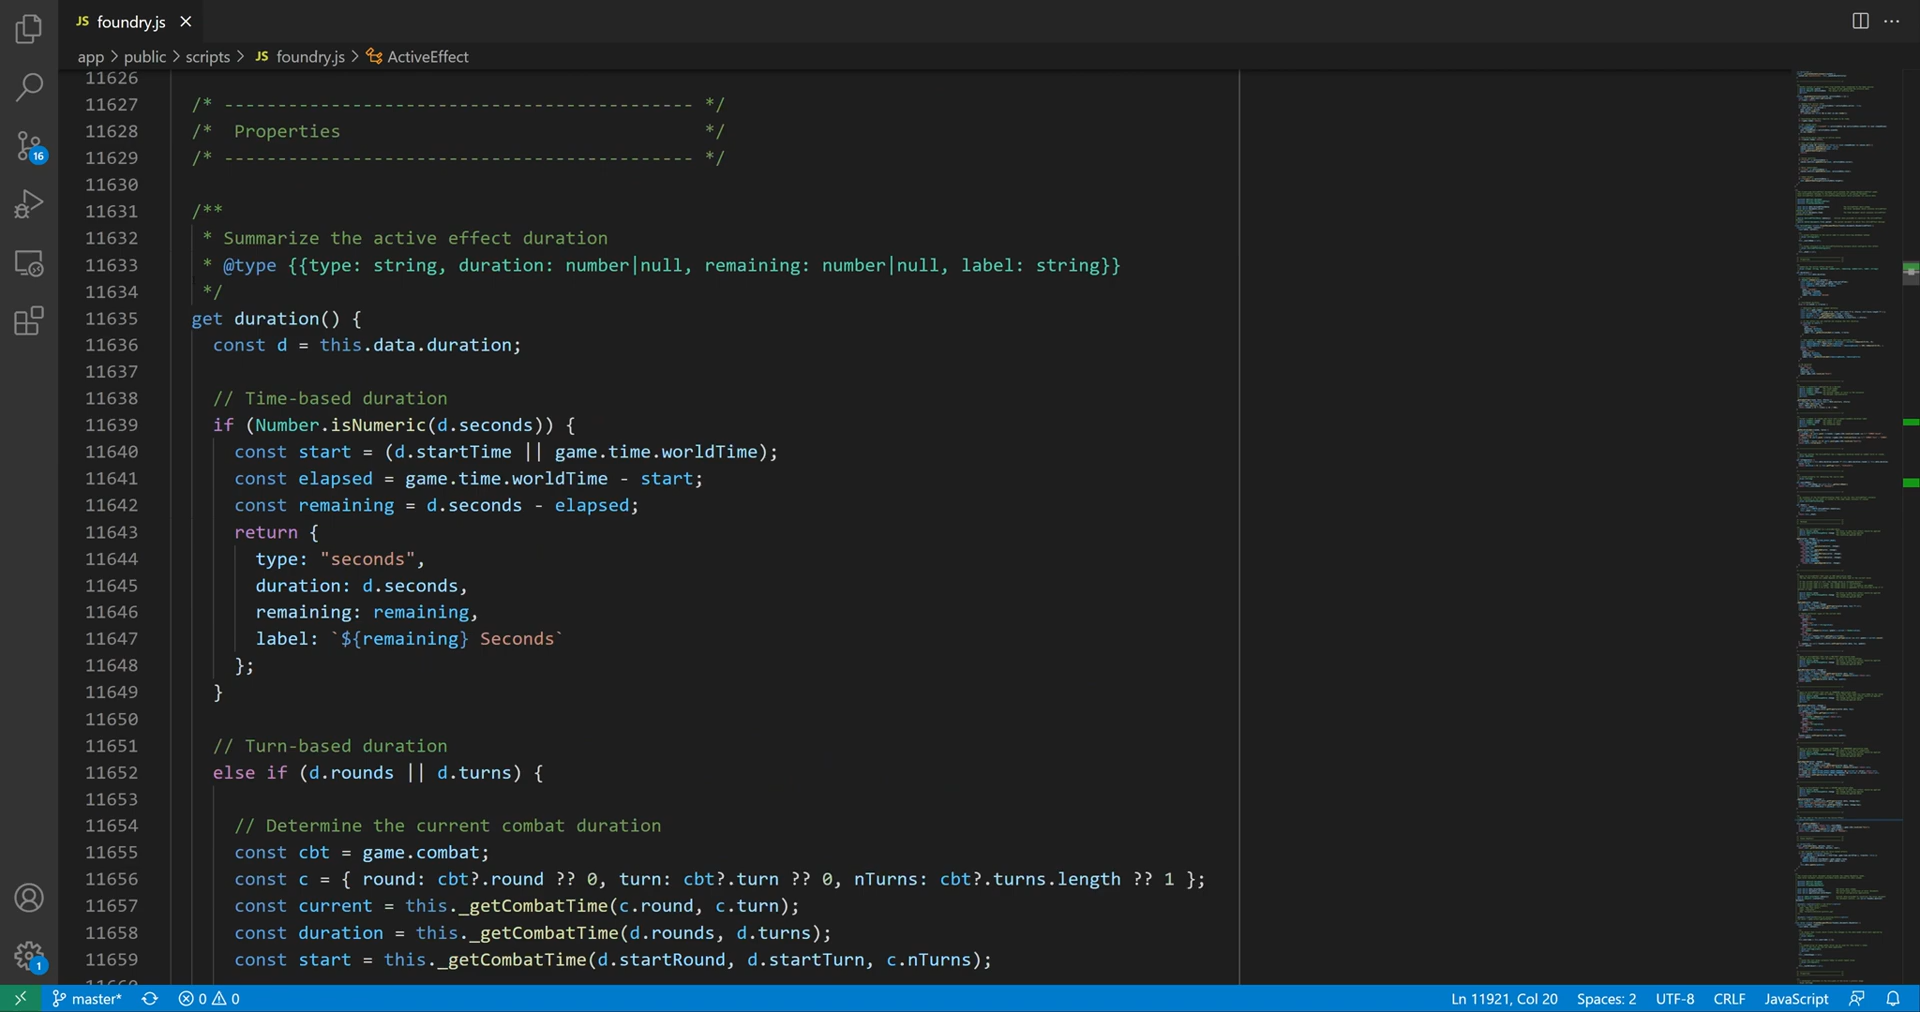 JS foundry.js
app > public > scripts > JS foundry.js > ActiveEffect
16
1
11626
11627 /* -------------------------------------------- */
11628 /*  Properties                                  */
11629 /* -------------------------------------------- */
11630
11631 /**
11632  * Summarize the active effect duration
11633  * @type {{type: string, duration: number|null, remaining: number|null, label: string}}
11634  */
11635 get duration() {
11636   const d = this.data.duration;
11637
11638   // Time-based duration
11639   if (Number.isNumeric(d.seconds)) {
11640     const start = (d.startTime || game.time.worldTime);
11641     const elapsed = game.time.worldTime - start;
11642     const remaining = d.seconds - elapsed;
11643     return {
11644       type: "seconds",
11645       duration: d.seconds,
11646       remaining: remaining,
11647       label: `${remaining} Seconds`
11648     };
11649   }
11650
11651   // Turn-based duration
11652   else if (d.rounds || d.turns) {
11653
11654     // Determine the current combat duration
11655     const cbt = game.combat;
11656     const c = { round: cbt?.round ?? 0, turn: cbt?.turn ?? 0, nTurns: cbt?.turns.length ?? 1 };
11657     const current = this._getCombatTime(c.round, c.turn);
11658     const duration = this._getCombatTime(d.rounds, d.turns);
11659     const start = this._getCombatTime(d.startRound, d.startTurn, c.nTurns);
master* 0 0 Ln 11921, Col 20 Spaces: 2 UTF-8 CRLF JavaScript